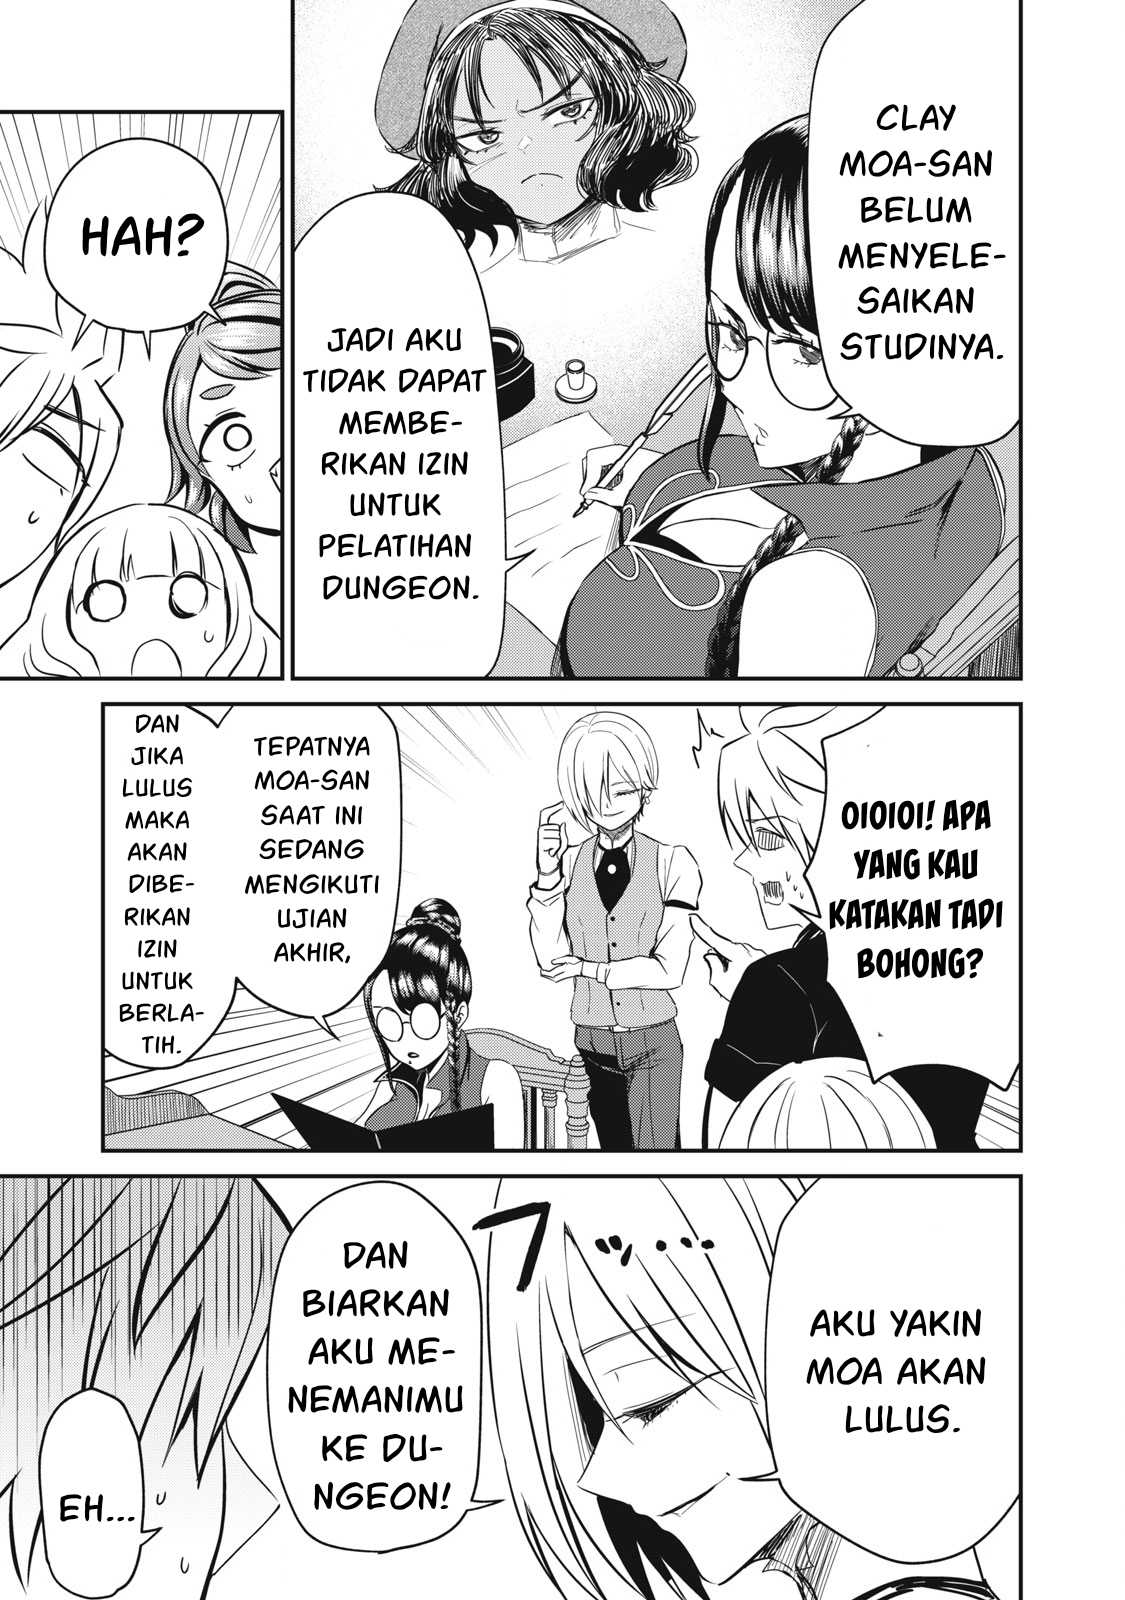 CLAY
MOA-SAN
BELUM
MENYELE-
SAIKAN
STUDINYA.
JADI AKU
TIDAK DAPAT
MEMBE-
RIKAN IZIN
UNTUK
PELATIHAN
DUNGEON.
HAH?
OIOIOI! APA
YANG KAU
KATAKAN TADI
BOHONG?
TEPATNYA
MOA-SAN
SAAT INI
SEDANG
MENGIKUTI
UJIAN
AKHIR,
DAN
JIKA
LULUS
MAKA
AKAN
DIBE-
RIKAN
IZIN
UNTUK
BERLA-
TIH.
AKU YAKIN
MOA AKAN
LULUS.
DAN
BIARKAN
AKU ME-
NEMANIMU
KE DU-
NGEON!
EH...